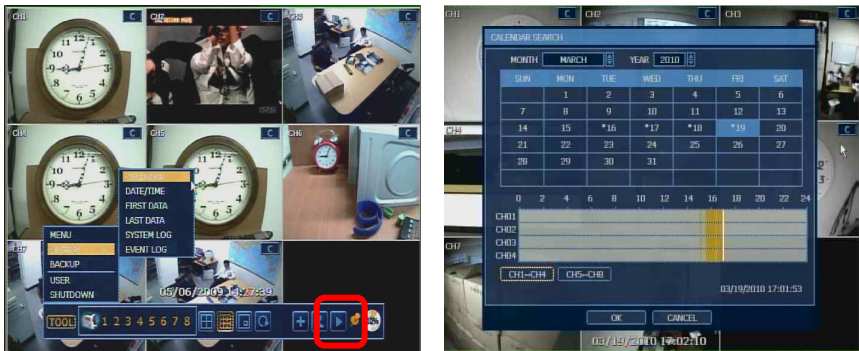 CH1 C CH2 C CH3 C
CH4 C CH5 C CH6 C
CALENDAR
DATE/TIME
FIRST DATA
LAST DATA
SYSTEM LOG
EVENT LOG
MENU
SEARCH
BACKUP
USER
SHUTDOWN
CH7 C
05/06/2009 14:27:39
TOOL 1 2 3 4 5 6 7 8
CH1 C CH2 C CH3 C
CALENDAR SEARCH
MONTH MARCH YEAR 2010
SUN MON TUE WED THU FRI SAT
1 2 3 4 5 6
7 8 9 10 11 12 13
14 15 *16 *17 *18 *19 20
21 22 23 24 25 26 27
28 29 30 31
0 2 4 6 8 10 12 14 16 18 20 22 24
CH01
CH02
CH03
CH04
CH1~CH4 CH5~CH8
03/19/2010 17:01:53
OK CANCEL
CH4 C
CH7
03/19/2010 17:02:10